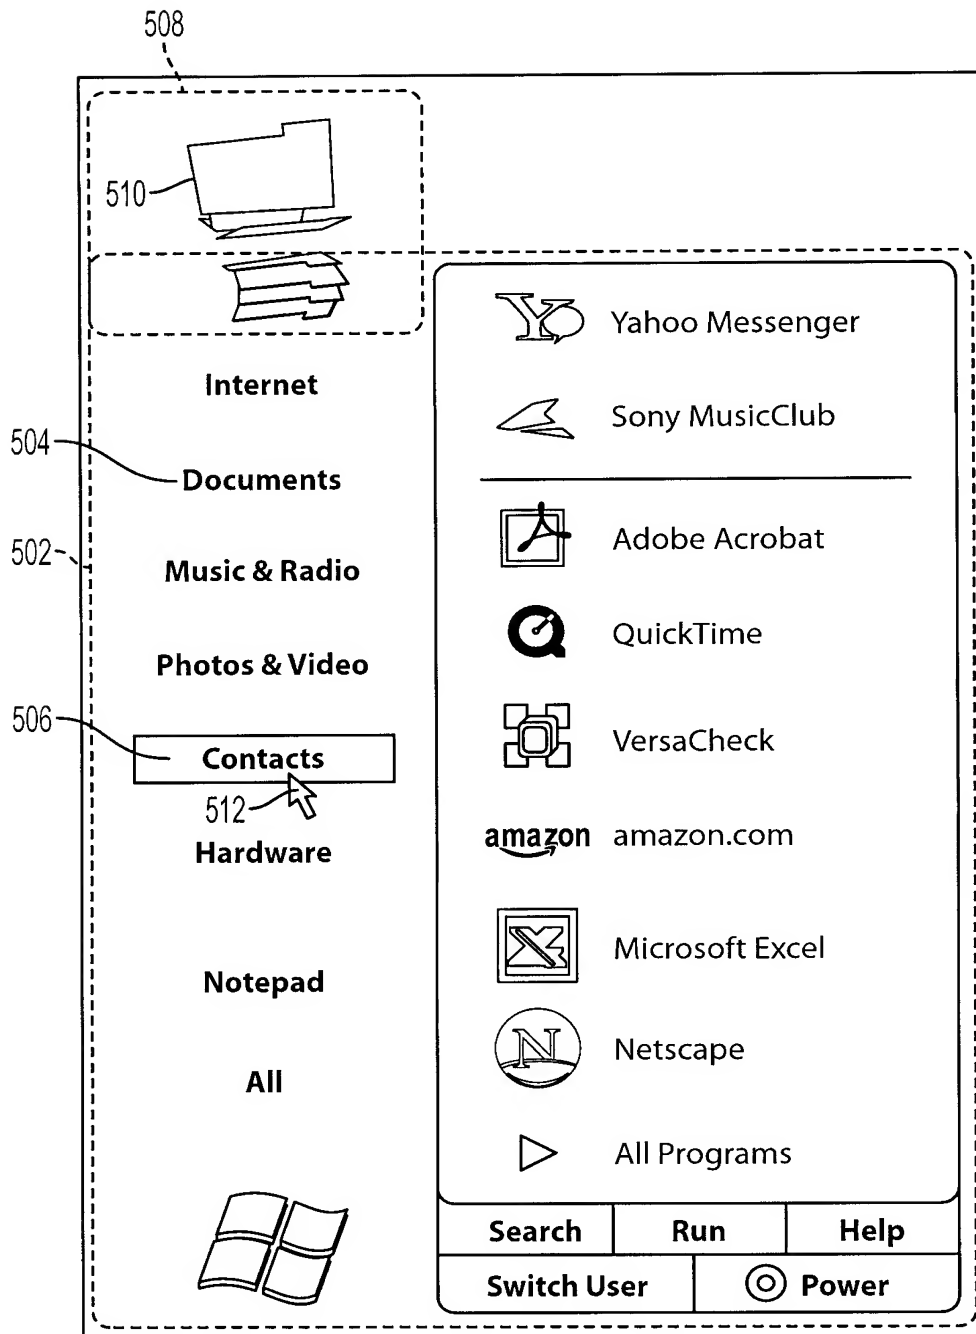 508
510
Internet
504
Documents
502
Music & Radio
Photos & Video
506
Contacts
512
Hardware
Notepad
All
Y
Yahoo Messenger
Sony MusicClub
Adobe Acrobat
QuickTime
VersaCheck
amazon amazon.com
Microsoft Excel
N
Netscape
All Programs
Search Run Help
Switch User Power